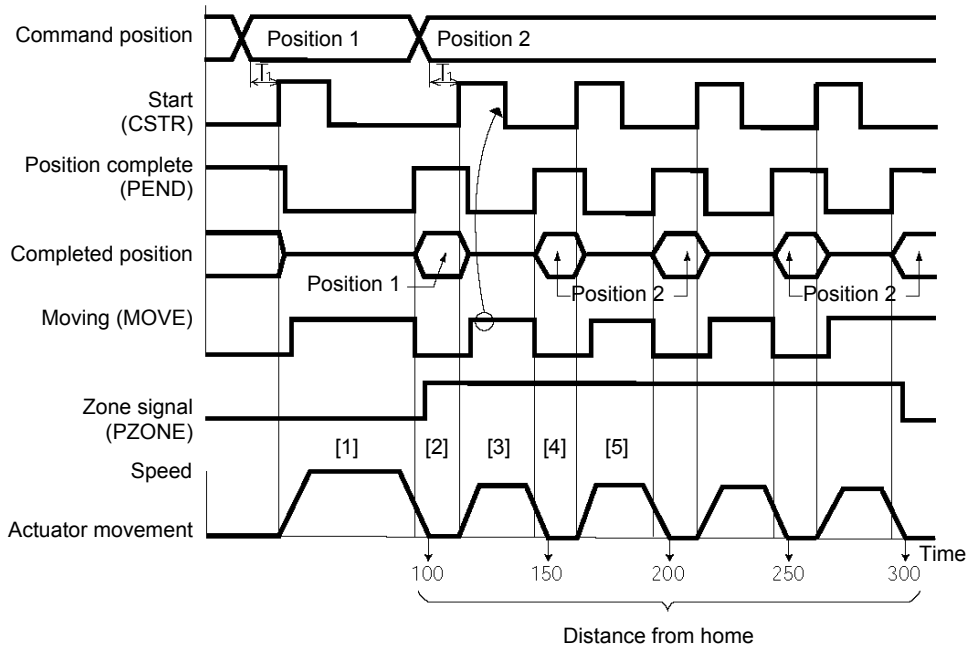 Command position
Position 1
Position 2
T1
T1
Start
(CSTR)
Position complete
(PEND)
Completed position
Position 1
Position 2
Position 2
Moving (MOVE)
Zone signal
(PZONE)
[1]
[2]
[3]
[4]
[5]
Speed
Actuator movement
Time
100
150
200
250
300
Distance from home